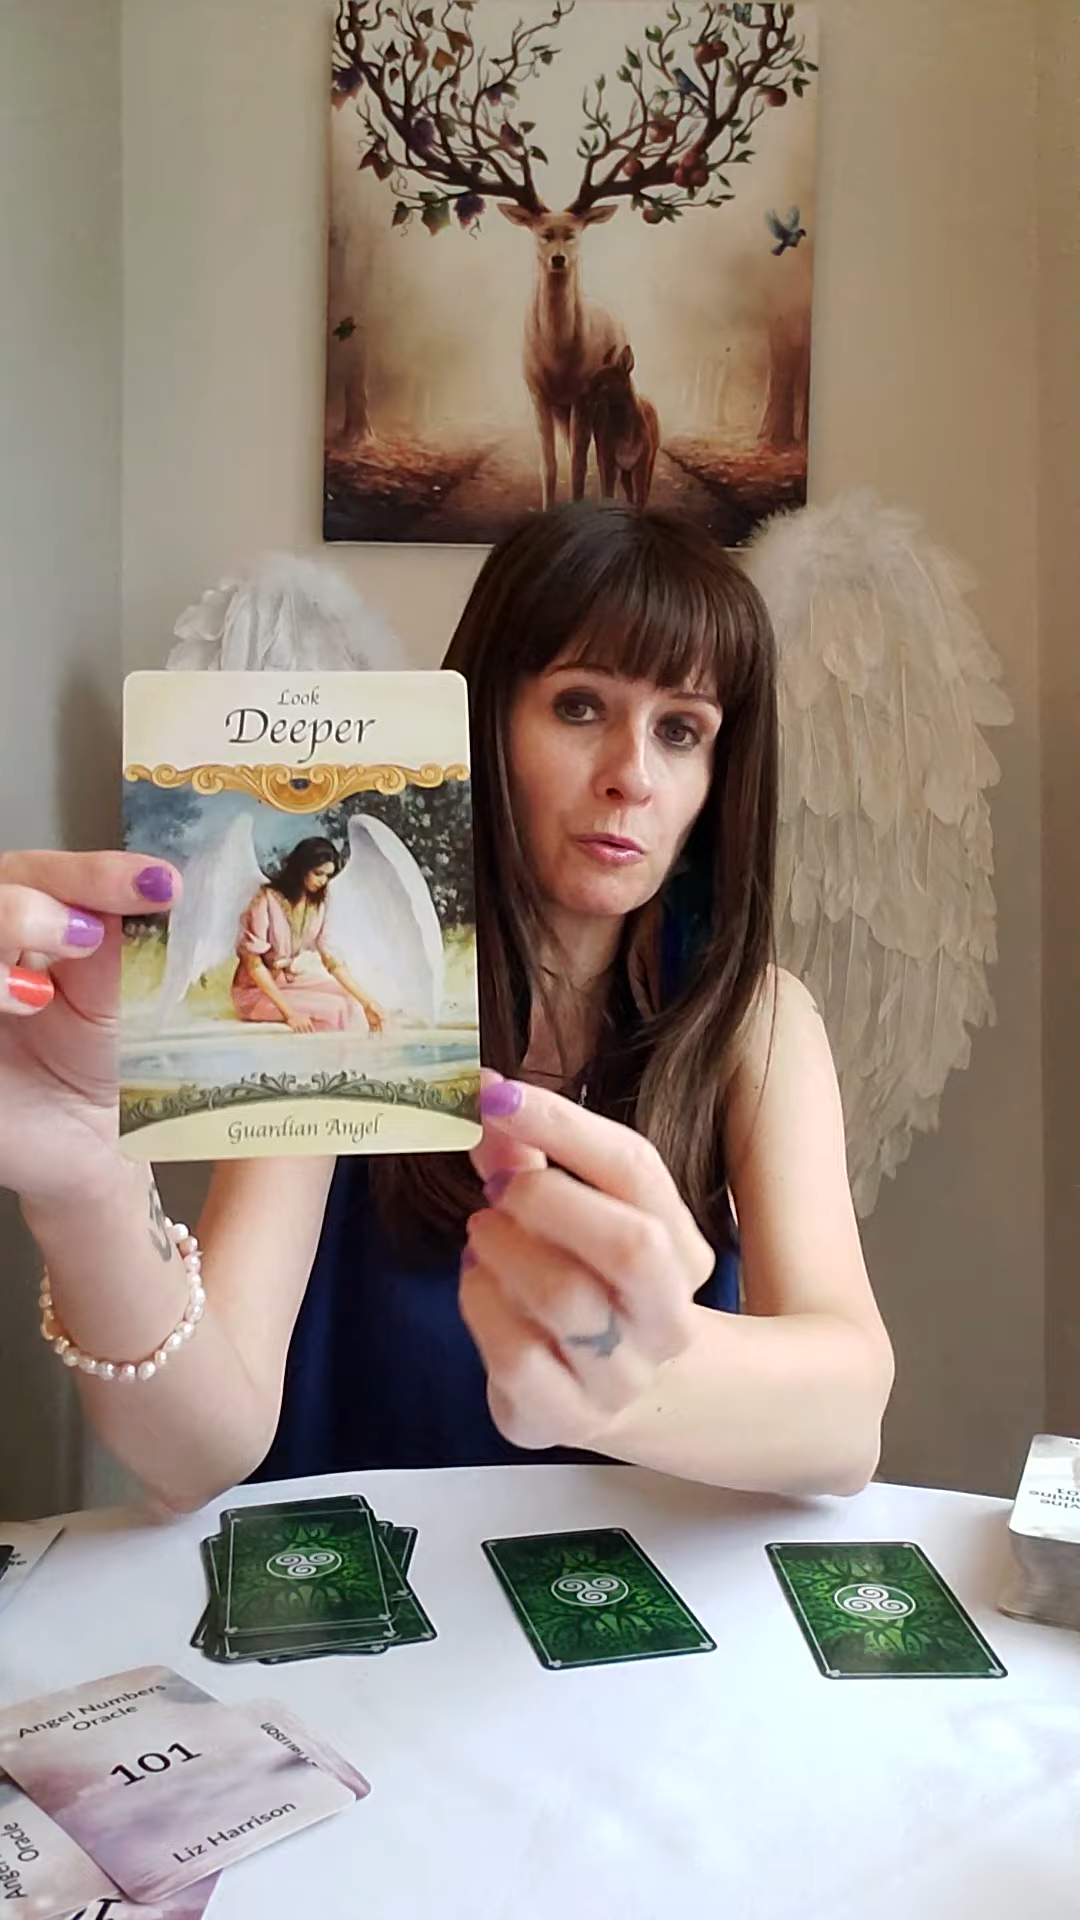 Look
Deeper
Guardian Angel
Angel Numbers
Oracle
101
Liz Harrison
Oracle